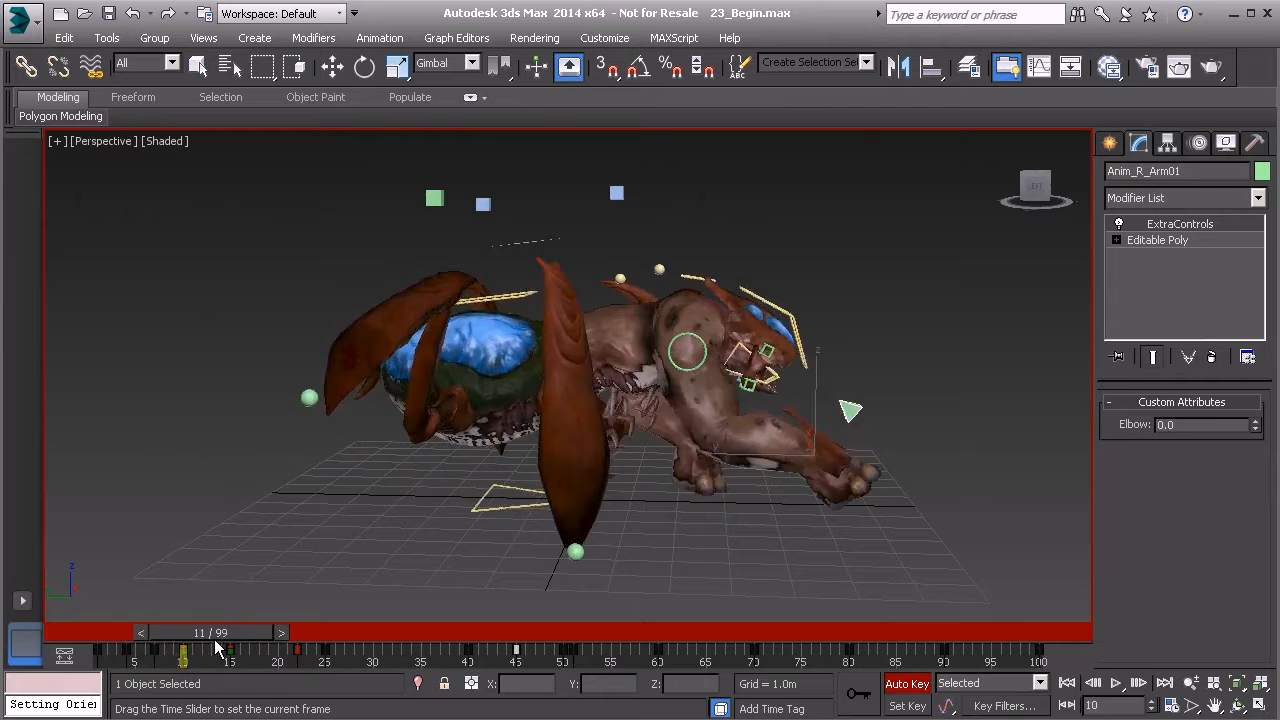 Workspace: Default
Autodesk 3ds Max 2014 x64 - Not for Resale 23_Begin.max
Type a keyword or phrase
Edit Tools Group Views Create Modifiers Animation Graph Editors Rendering Customize MAXScript Help
All
Gimbal
Create Selection Se
Modeling Freeform Selection Object Paint Populate
Polygon Modeling
[+] [Perspective] [Shaded]
LEFT
Anim_R_Arm01
Modifier List
ExtraControls
Editable Poly
Custom Attributes
Elbow: 0.0
z
z
< 11 / 99 >
5 15 20 25 30 35 40 45 50 55 60 65 70 75 80 85 90 95 100
1 Object Selected
X: Y: Z:
Grid = 1.0m
Auto Key
Selected
Setting Orie
Drag the Time Slider to set the current frame
Add Time Tag
Set Key
Key Filters...
10